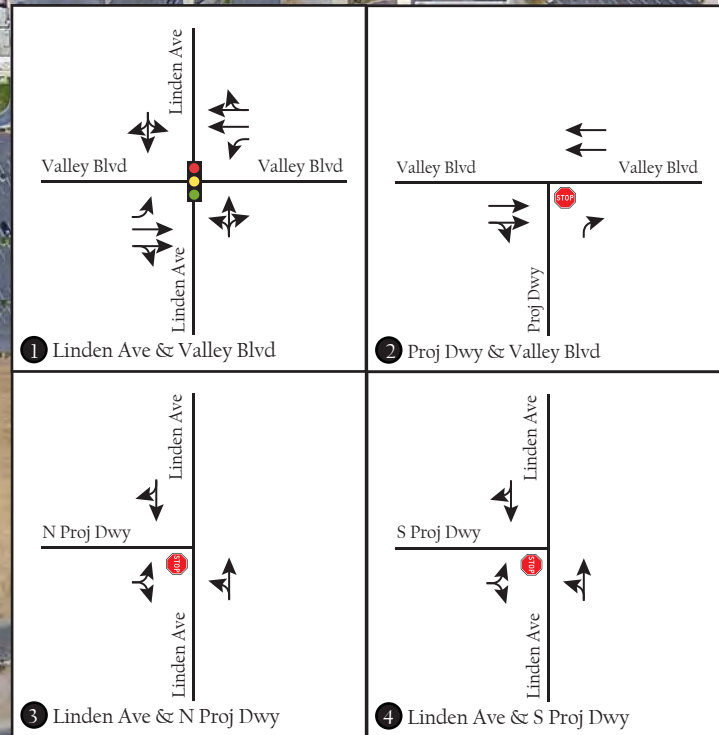 Linden Ave
Valley Blvd
Valley Blvd
Linden Ave
1 Linden Ave & Valley Blvd
Valley Blvd
Valley Blvd
STOP
Proj Dwy
2 Proj Dwy & Valley Blvd
Linden Ave
N Proj Dwy
STOP
Linden Ave
3 Linden Ave & N Proj Dwy
Linden Ave
S Proj Dwy
STOP
Linden Ave
4 Linden Ave & S Proj Dwy